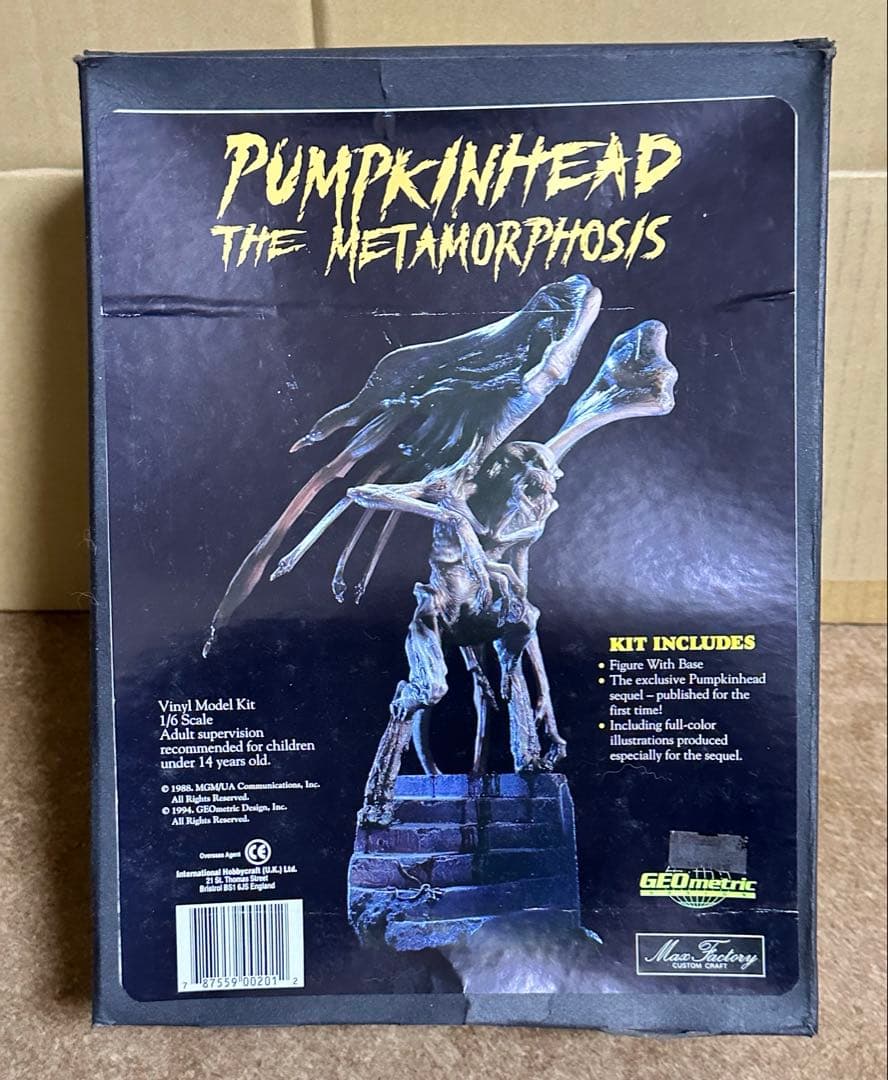 PUMPKINHEAD
THE METAMORPHOSIS
KIT INCLUDES
• Figure With Base
• The exclusive Pumpkinhead
sequel – published for the
first time!
• Including full-color
illustrations produced
especially for the sequel.
Vinyl Model Kit
1/6 Scale
Adult supervision
recommended for children
under 14 years old.
© 1988. MGM/UA Communications, Inc.
All Rights Reserved.
© 1994. GEOmetric Design, Inc.
All Rights Reserved.
Overseas Agent CE
International Hobbycraft (U.K.) Ltd.
21 St. Thomas Street
Bristol BS1 6JS England
7 87559 00201 2
GEOmetric
Max Factory
CUSTOM CRAFT